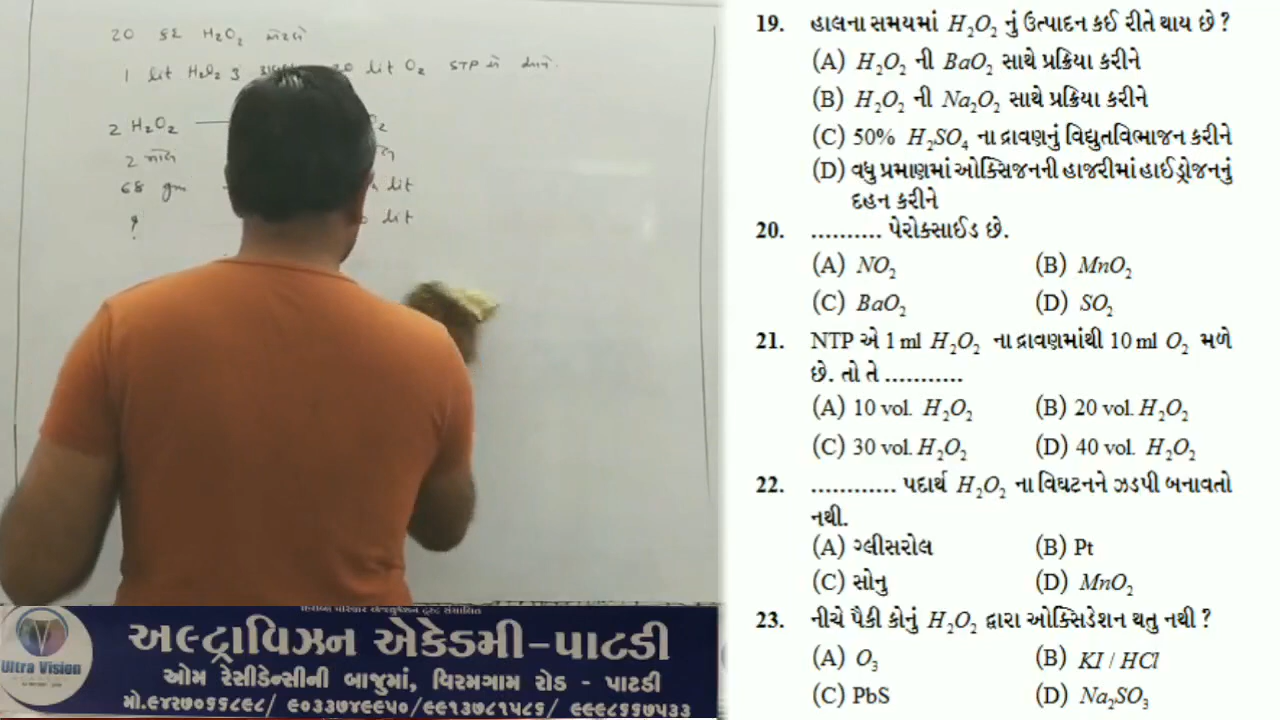 20 કદ H₂O₂ એટલે
1 lit H₂O₂ 20 lit O₂ STP એ
2 H₂O₂
2 મોલ
68 gm lit
? lit
અલ્ટ્રાવિઝન એકેડમી-પાટડી
ઓમ રેસીડેન્સીની બાજુમાં, વિરમગામ રોડ - પાટડી
Ultra Vision
19. હાલના સમયમાં H₂O₂ નું ઉત્પાદન કઈ રીતે થાય છે ?
(A) H₂O₂ ની BaO₂ સાથે પ્રક્રિયા કરીને
(B) H₂O₂ ની Na₂O₂ સાથે પ્રક્રિયા કરીને
(C) 50% H₂SO₄ ના દ્રાવણનું વિદ્યુતવિભાજન કરીને
(D) વધુ પ્રમાણમાં ઓક્સિજનની હાજરીમાં હાઈડ્રોજનનું
દહન કરીને
20. .......... પેરોક્સાઈડ છે.
(A) NO₂ (B) MnO₂
(C) BaO₂ (D) SO₂
21. NTP એ 1 ml H₂O₂ ના દ્રાવણમાંથી 10 ml O₂ મળે
છે. તો તે ...........
(A) 10 vol. H₂O₂ (B) 20 vol. H₂O₂
(C) 30 vol. H₂O₂ (D) 40 vol. H₂O₂
22. ............ પદાર્થ H₂O₂ ના વિઘટનને ઝડપી બનાવતો
નથી.
(A) ગ્લીસરોલ (B) Pt
(C) સોનુ (D) MnO₂
23. નીચે પૈકી કોનું H₂O₂ દ્વારા ઓક્સિડેશન થતુ નથી ?
(A) O₃ (B) KI / HCl
(C) PbS (D) Na₂SO₃